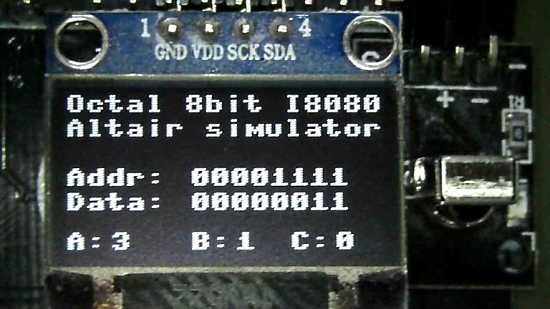 1 4
GND VDD SCK SDA
Octal 8bit I8080
Altair simulator
Addr: 00001111
Data: 00000011
A:3 B:1 C:0
+ -